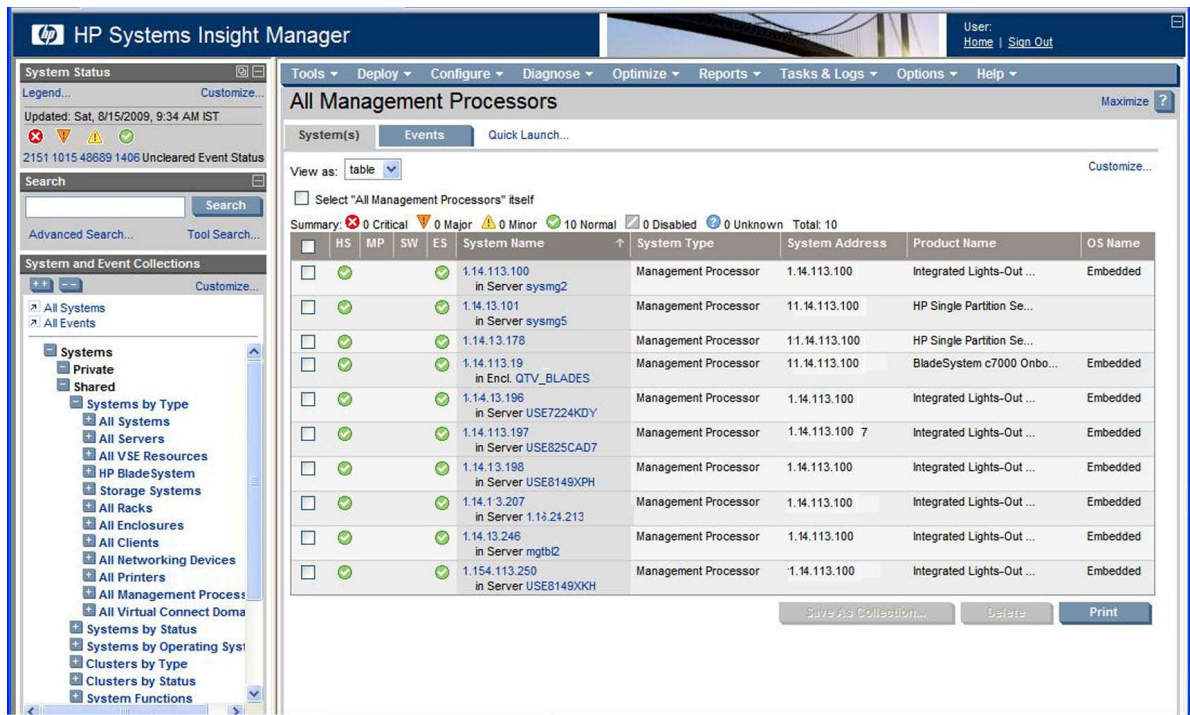 hp HP Systems Insight Manager
User:
Home | Sign Out
System Status
Legend... Customize...
Updated: Sat, 8/15/2009, 9:34 AM IST
2151 1015 48689 1406 Uncleared Event Status
Search
Search
Advanced Search... Tool Search...
System and Event Collections
Customize...
All Systems
All Events
Systems
Private
Shared
Systems by Type
All Systems
All Servers
All VSE Resources
HP BladeSystem
Storage Systems
All Racks
All Enclosures
All Clients
All Networking Devices
All Printers
All Management Process
All Virtual Connect Doma
Systems by Status
Systems by Operating Syst
Clusters by Type
Clusters by Status
System Functions
Tools Deploy Configure Diagnose Optimize Reports Tasks & Logs Options Help
All Management Processors
Maximize ?
System(s) Events Quick Launch...
View as: table Customize...
Select "All Management Processors" itself
Summary: 0 Critical 0 Major 0 Minor 10 Normal 0 Disabled 0 Unknown Total: 10
HS MP SW ES System Name System Type System Address Product Name OS Name
1.14.113.100 Management Processor 1.14.113.100 Integrated Lights-Out ... Embedded
in Server sysmg2
1.14.13.101 Management Processor 11.14.113.100 HP Single Partition Se...
in Server sysmg5
1.14.13.178 Management Processor 11.14.113.100 HP Single Partition Se...
1.14.113.19 Management Processor 11.14.113.100 BladeSystem c7000 Onbo... Embedded
in Encl. QTV_BLADES
1.14.13.196 Management Processor 1.14.113.100 Integrated Lights-Out ... Embedded
in Server USE7224KDY
1.14.113.197 Management Processor 1.14.113.100 7 Integrated Lights-Out ... Embedded
in Server USE825CAD7
1.14.13.198 Management Processor 1.14.113.100 Integrated Lights-Out ... Embedded
in Server USE8149XPH
1.14.13.207 Management Processor 1.14.113.100 Integrated Lights-Out ... Embedded
in Server 1.16.24.213
1.14.13.246 Management Processor 1.14.113.100 Integrated Lights-Out ... Embedded
in Server mgtbl2
1.154.113.250 Management Processor 1.14.113.100 Integrated Lights-Out ... Embedded
in Server USE8149XKH
Save As Collection... Delete Print